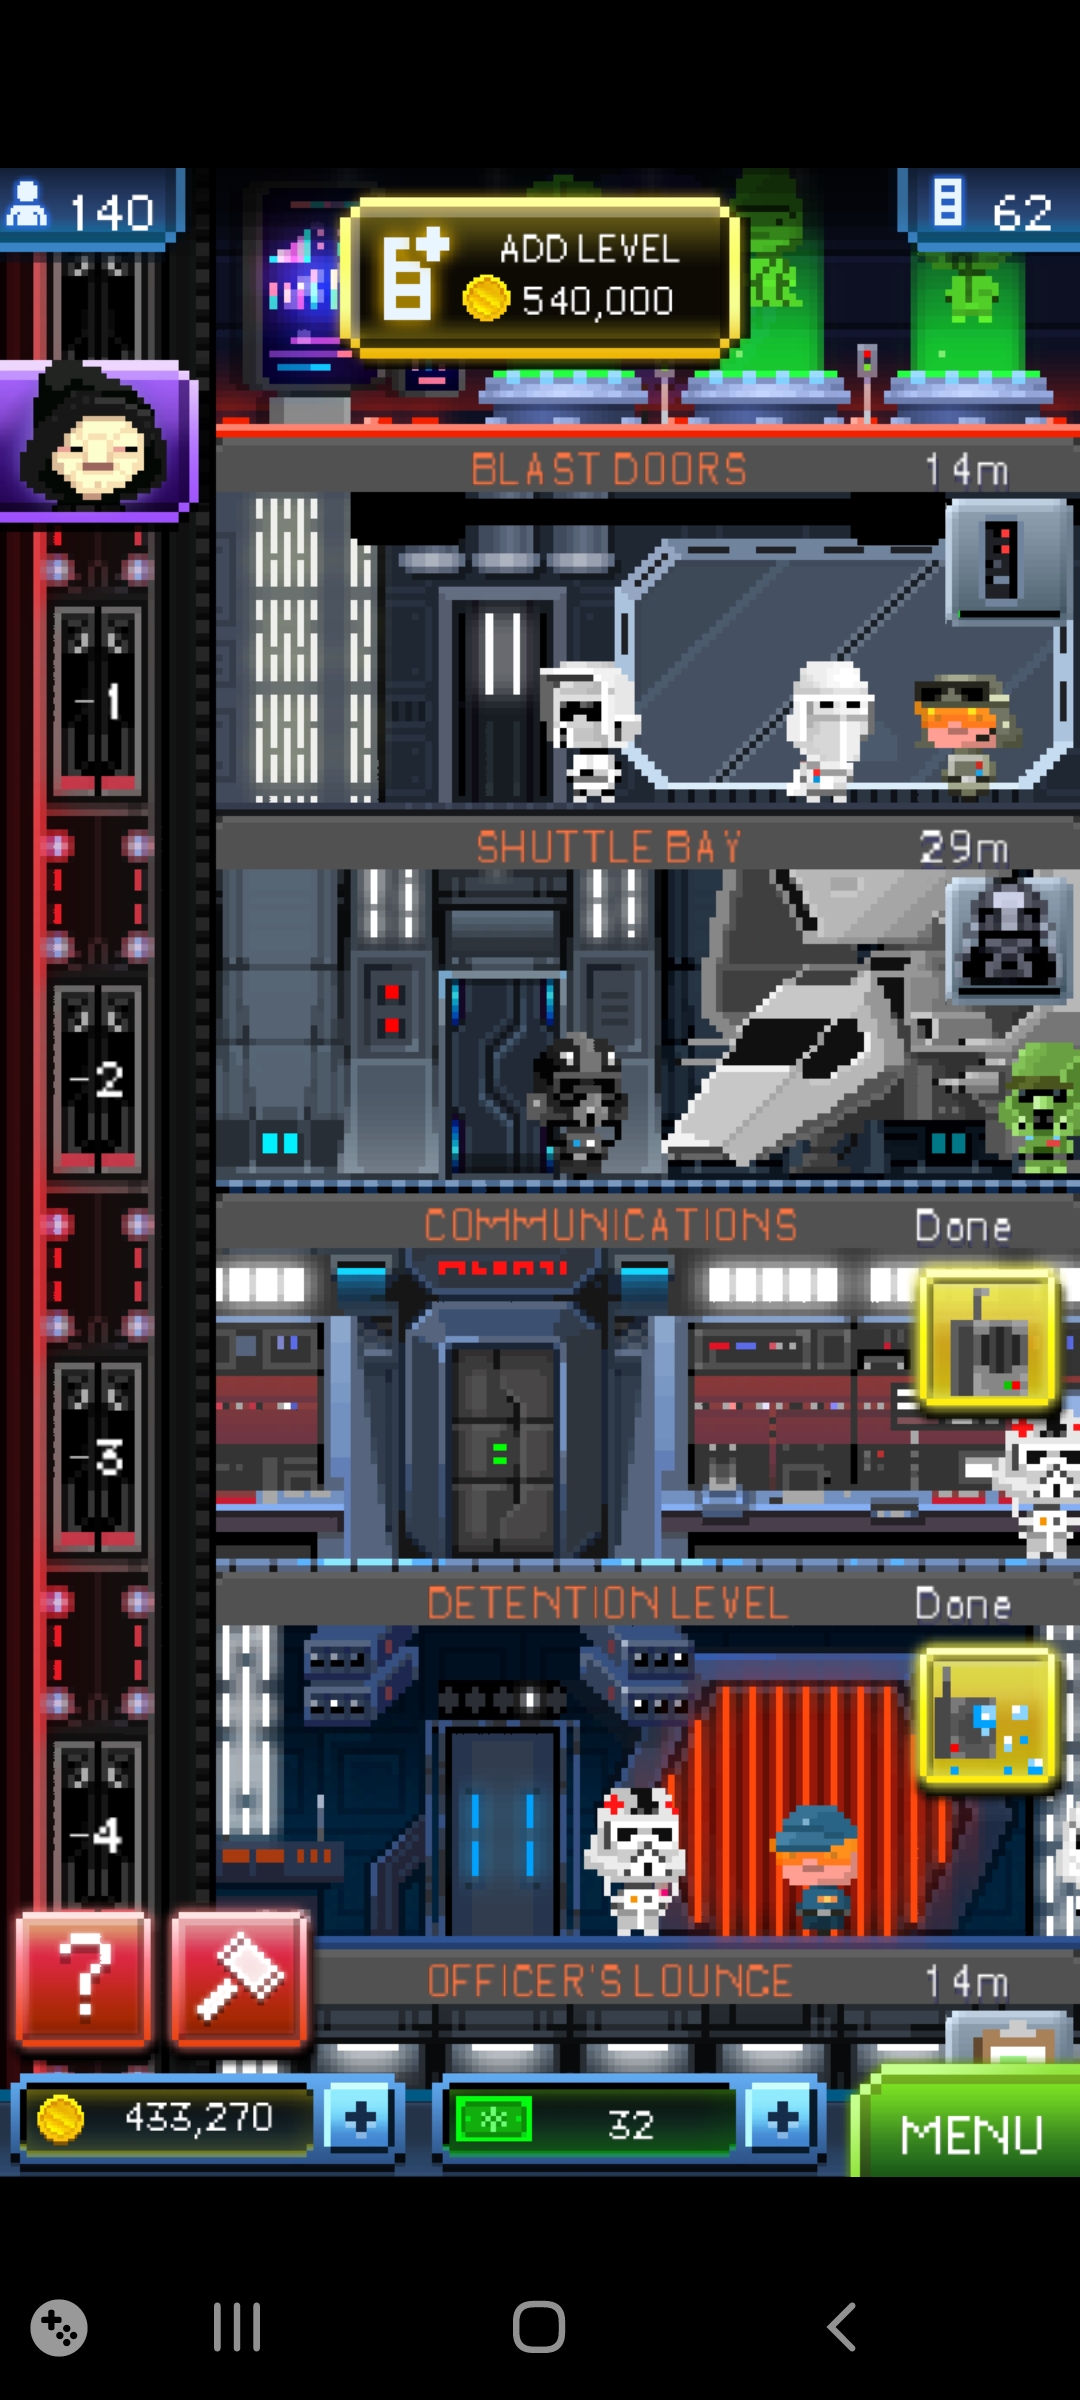 140
62
ADD LEVEL
540,000
BLAST DOORS 14m
-1
SHUTTLE BAY 29m
-2
COMMUNICATIONS Done
-3
DETENTION LEVEL Done
-4
?
OFFICER'S LOUNGE 14m
433,270 +
32 +
MENU